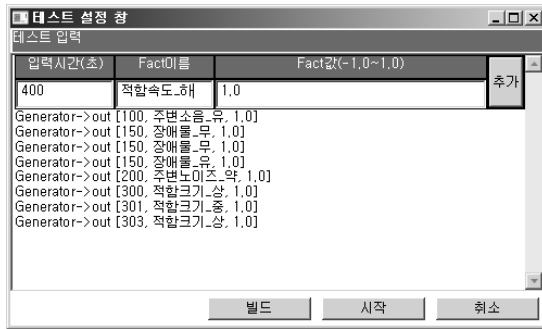 테스트 설정 창
테스트 입력
입력시간(초) Fact이름 Fact값(-1.0~1.0)
400 적합속도_하 1.0 추가
Generator->out [100, 주변소음_유, 1.0]
Generator->out [150, 장애물_무, 1.0]
Generator->out [150, 장애물_무, 1.0]
Generator->out [150, 장애물_유, 1.0]
Generator->out [200, 주변노이즈_약, 1.0]
Generator->out [300, 적합크기_상, 1.0]
Generator->out [301, 적합크기_중, 1.0]
Generator->out [303, 적합크기_상, 1.0]
빌드 시작 취소